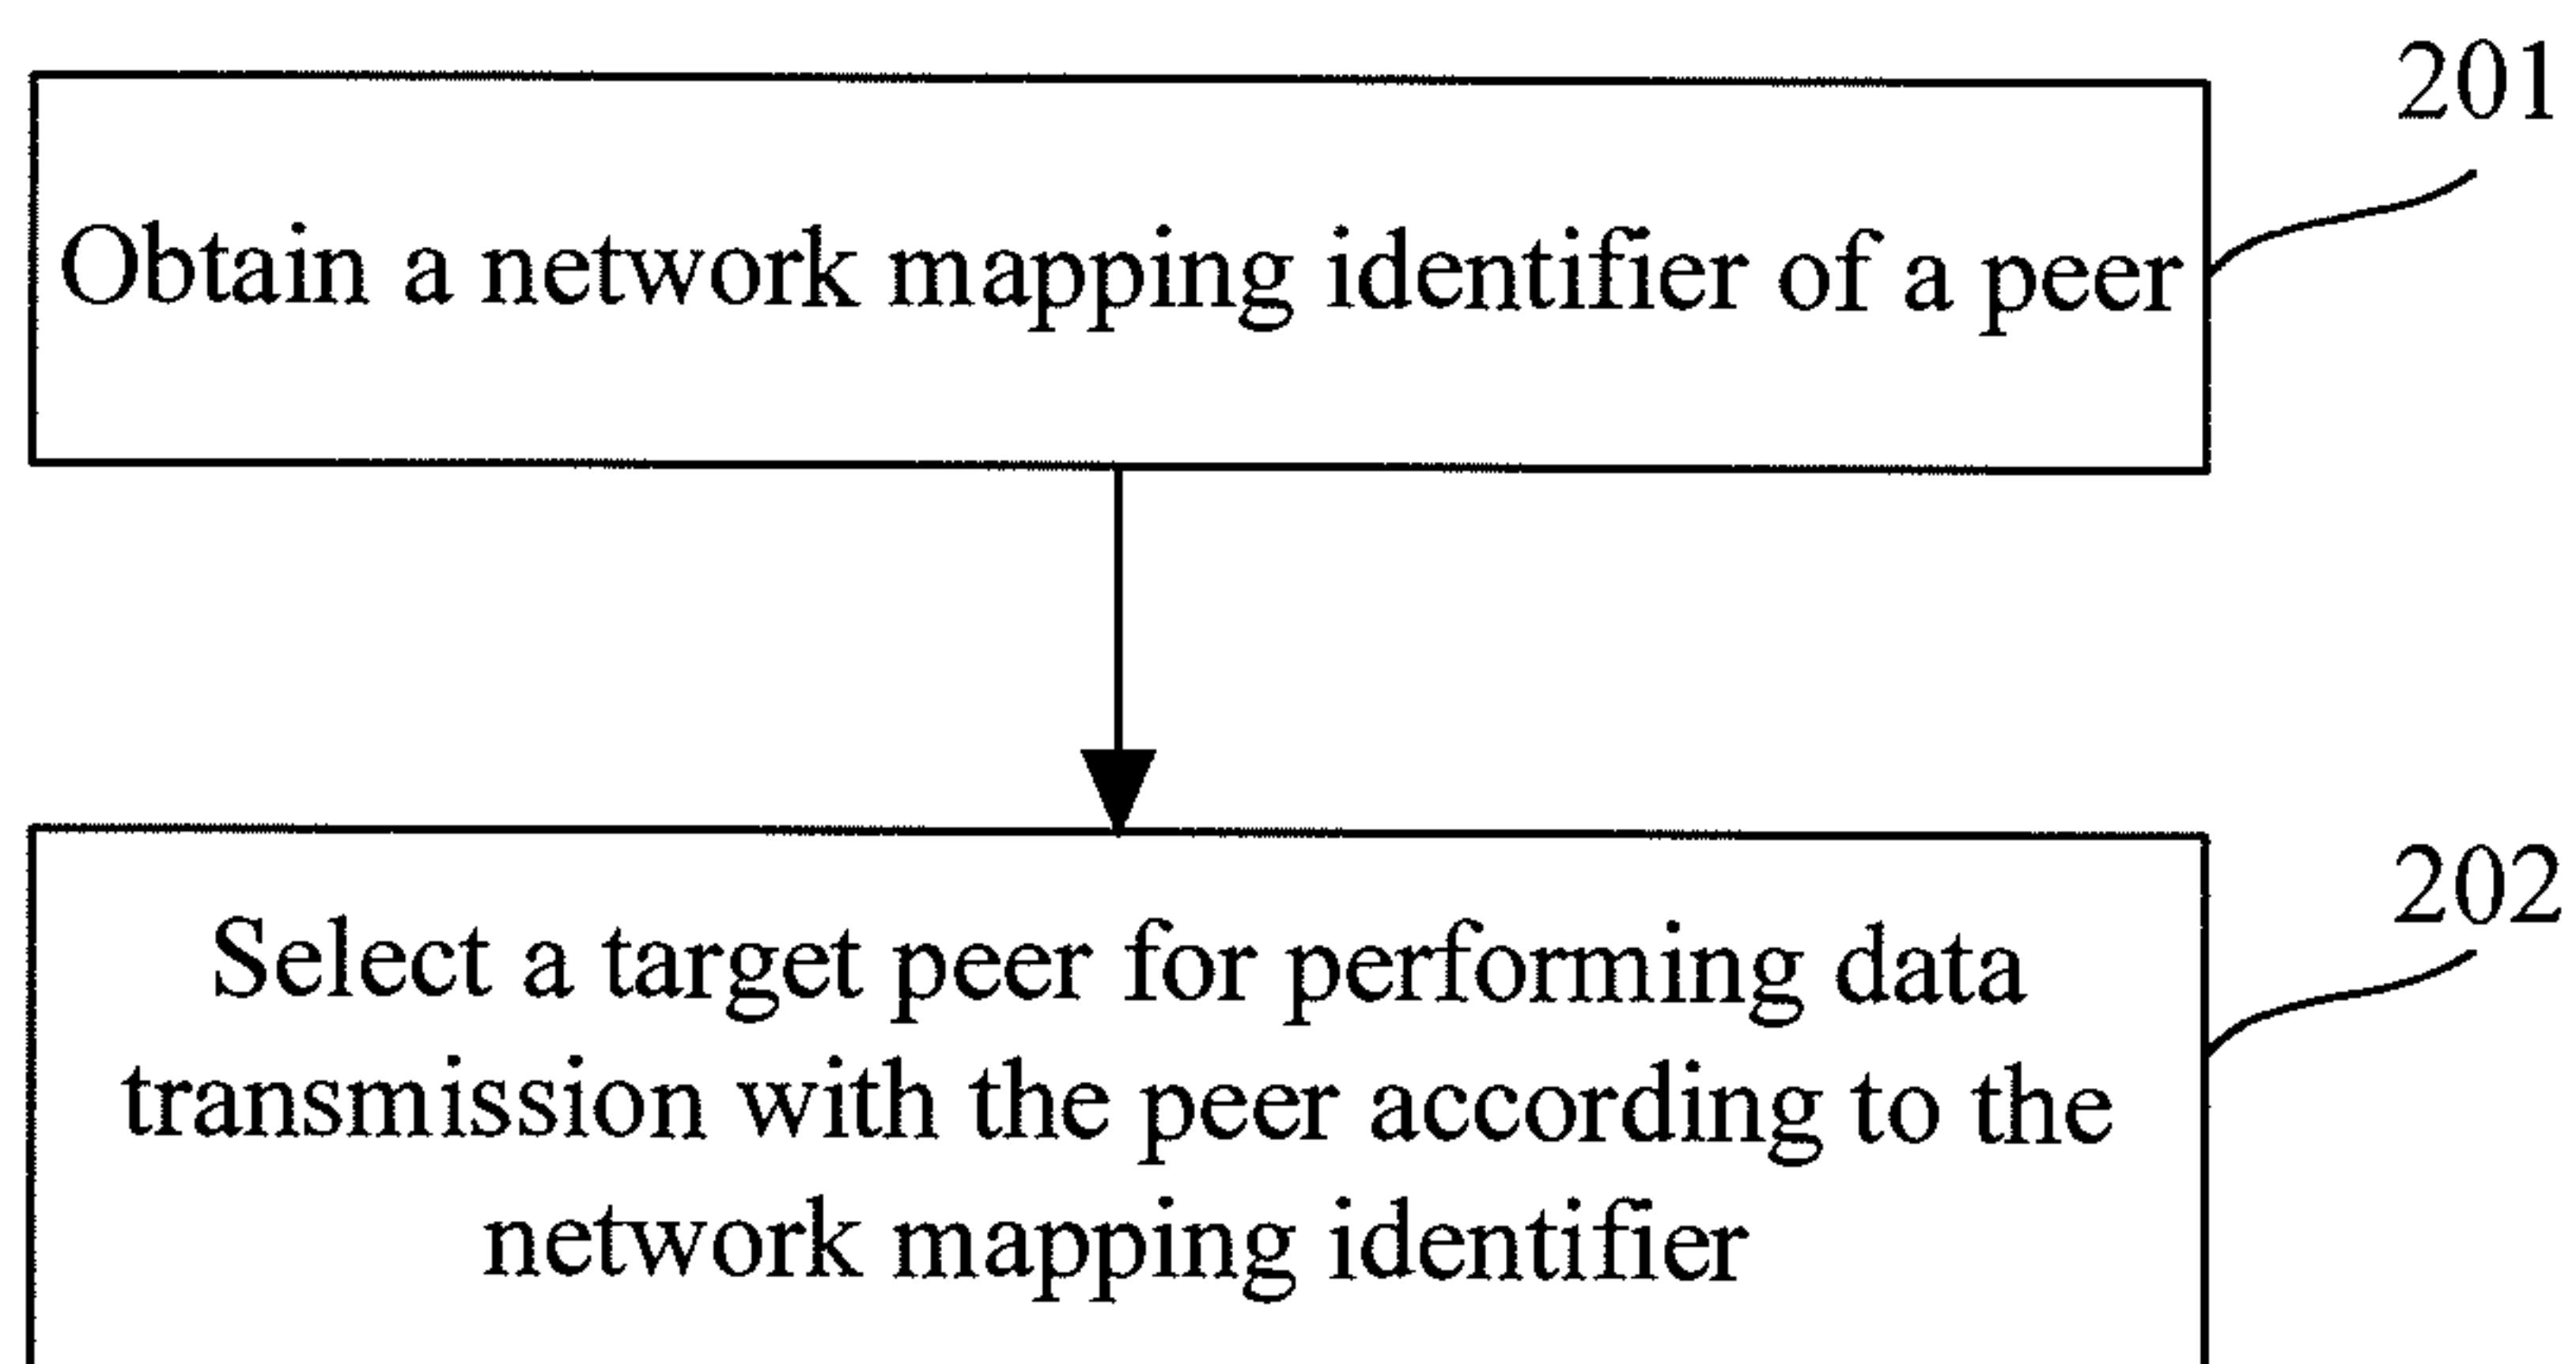 201
Obtain a network mapping identifier of a peer
202
Select a target peer for performing data
transmission with the peer according to the
network mapping identifier